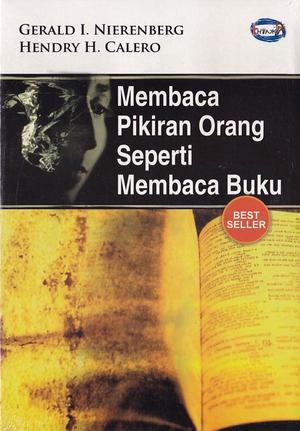 GERALD I. NIERENBERG
HENDRY H. CALERO
Membaca
Pikiran Orang
Seperti
Membaca Buku
BEST
SELLER